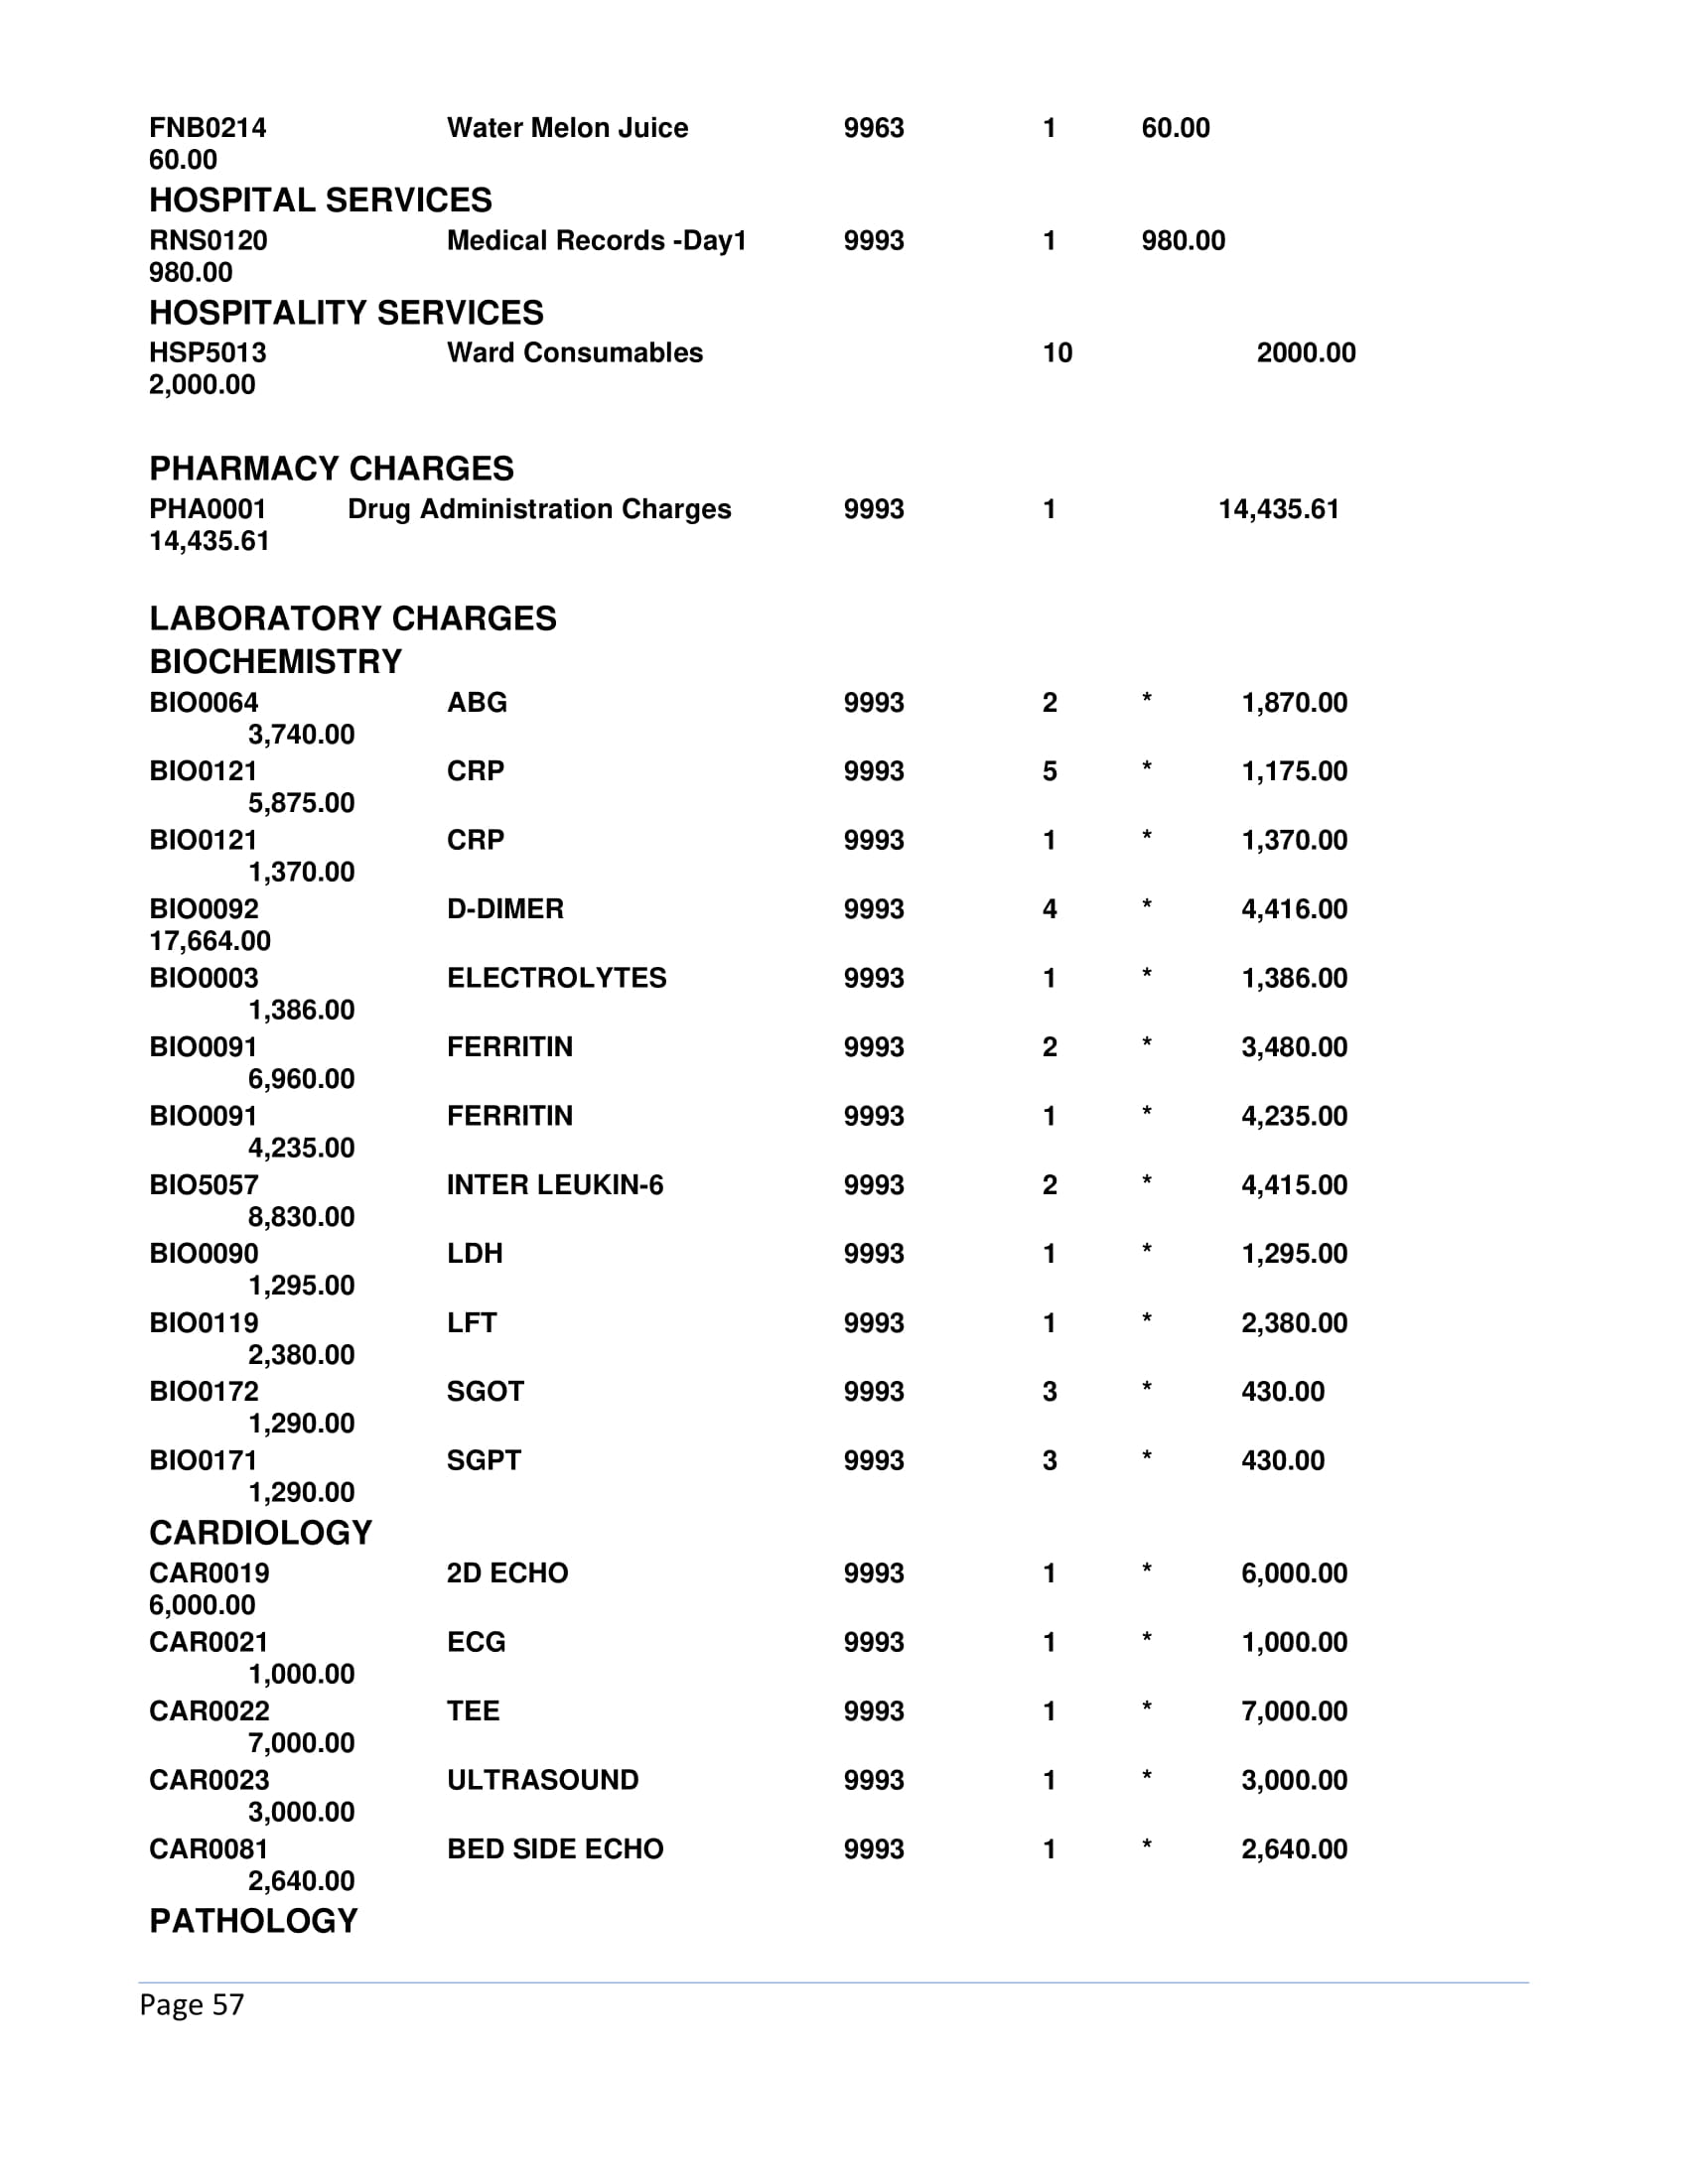 FNB0214 Water Melon Juice 9963 1 60.00
60.00
HOSPITAL SERVICES
RNS0120 Medical Records -Day1 9993 1 980.00
980.00
HOSPITALITY SERVICES
HSP5013 Ward Consumables 10 2000.00
2,000.00
PHARMACY CHARGES
PHA0001 Drug Administration Charges 9993 1 14,435.61
14,435.61
LABORATORY CHARGES
BIOCHEMISTRY
BIO0064 ABG 9993 2 * 1,870.00
3,740.00
BIO0121 CRP 9993 5 * 1,175.00
5,875.00
BIO0121 CRP 9993 1 * 1,370.00
1,370.00
BIO0092 D-DIMER 9993 4 * 4,416.00
17,664.00
BIO0003 ELECTROLYTES 9993 1 * 1,386.00
1,386.00
BIO0091 FERRITIN 9993 2 * 3,480.00
6,960.00
BIO0091 FERRITIN 9993 1 * 4,235.00
4,235.00
BIO5057 INTER LEUKIN-6 9993 2 * 4,415.00
8,830.00
BIO0090 LDH 9993 1 * 1,295.00
1,295.00
BIO0119 LFT 9993 1 * 2,380.00
2,380.00
BIO0172 SGOT 9993 3 * 430.00
1,290.00
BIO0171 SGPT 9993 3 * 430.00
1,290.00
CARDIOLOGY
CAR0019 2D ECHO 9993 1 * 6,000.00
6,000.00
CAR0021 ECG 9993 1 * 1,000.00
1,000.00
CAR0022 TEE 9993 1 * 7,000.00
7,000.00
CAR0023 ULTRASOUND 9993 1 * 3,000.00
3,000.00
CAR0081 BED SIDE ECHO 9993 1 * 2,640.00
2,640.00
PATHOLOGY
Page 57